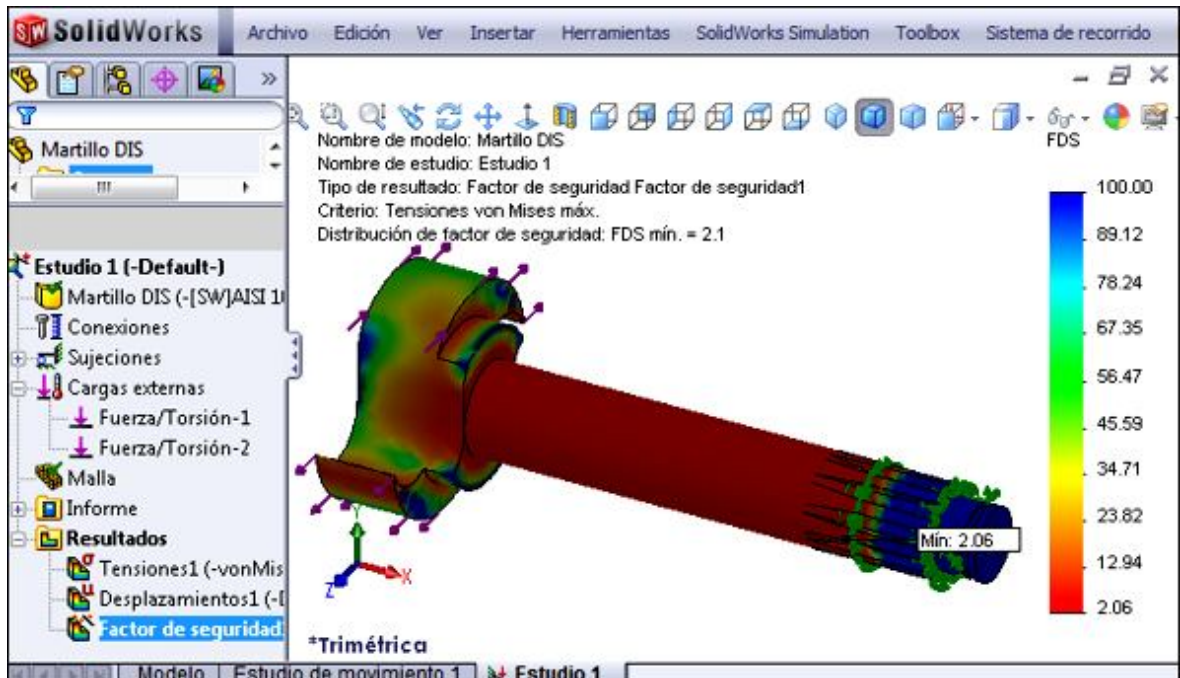 SW SolidWorks Archivo Edición Ver Insertar Herramientas SolidWorks Simulation Toolbox Sistema de recorrido
Martillo DIS
Estudio 1 (-Default-)
Martillo DIS (-[SW]AISI 10
Conexiones
Sujeciones
Cargas externas
Fuerza/Torsión-1
Fuerza/Torsión-2
Malla
Informe
Resultados
Tensiones1 (-vonMis
Desplazamientos1 (-D
Factor de seguridad
Nombre de modelo: Martillo DIS
Nombre de estudio: Estudio 1
Tipo de resultado: Factor de seguridad Factor de seguridad1
Criterio: Tensiones von Mises máx.
Distribución de factor de seguridad: FDS mín. = 2.1
FDS
100.00
89.12
78.24
67.35
56.47
45.59
34.71
23.82
12.94
2.06
Mín: 2.06
Y
X
Z
*Trimétrica
Modelo Estudio de movimiento 1 Estudio 1